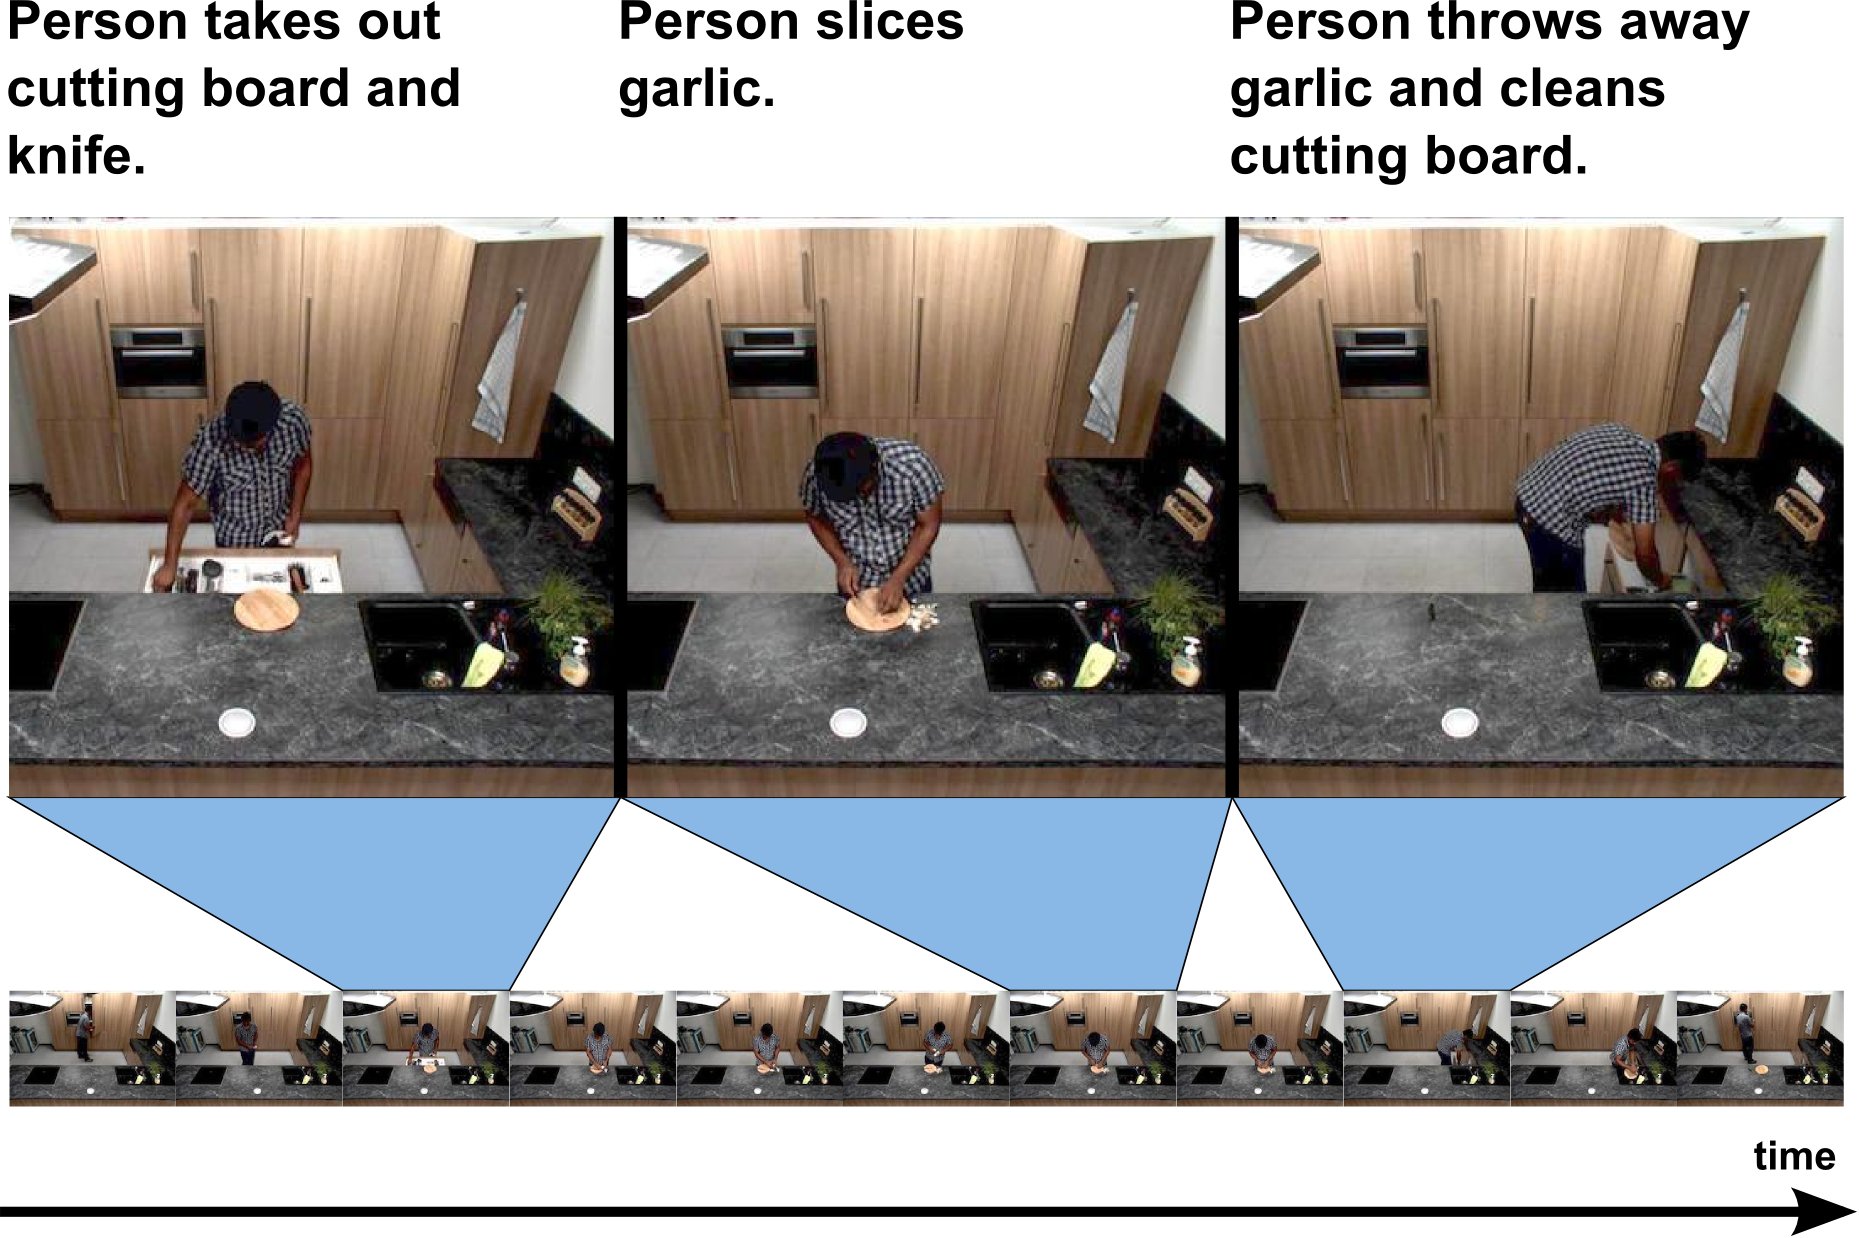 Person takes out
cutting board and
knife.
Person slices
garlic.
Person throws away
garlic and cleans
cutting board.
time